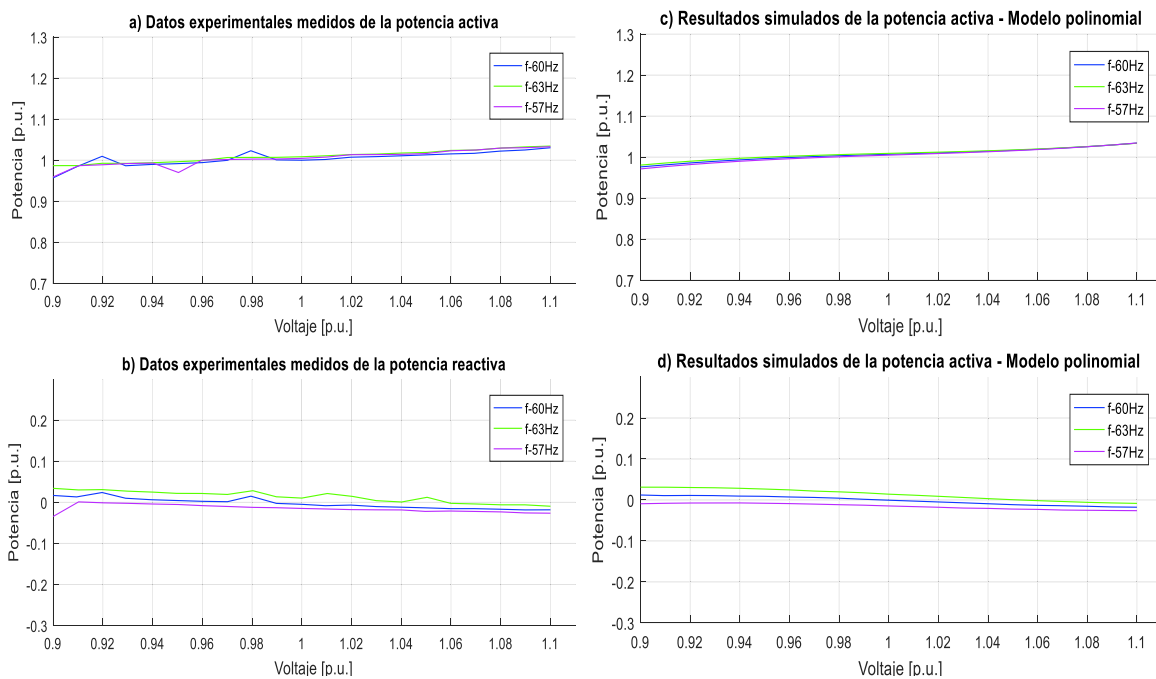 a) Datos experimentales medidos de la potencia activa
1.3
1.2
1.1
1
0.9
0.8
0.7
Potencia [p.u.]
f-60Hz
f-63Hz
f-57Hz
0.9 0.92 0.94 0.96 0.98 1 1.02 1.04 1.06 1.08 1.1
Voltaje [p.u.]
c) Resultados simulados de la potencia activa - Modelo polinomial
1.3
1.2
1.1
1
0.9
0.8
0.7
Potencia [p.u.]
f-60Hz
f-63Hz
f-57Hz
0.9 0.92 0.94 0.96 0.98 1 1.02 1.04 1.06 1.08 1.1
Voltaje [p.u.]
b) Datos experimentales medidos de la potencia reactiva
0.2
0.1
0
-0.1
-0.2
-0.3
Potencia [p.u.]
f-60Hz
f-63Hz
f-57Hz
0.9 0.92 0.94 0.96 0.98 1 1.02 1.04 1.06 1.08 1.1
Voltaje [p.u.]
d) Resultados simulados de la potencia activa - Modelo polinomial
0.2
0.1
0
-0.1
-0.2
-0.3
Potencia [p.u.]
f-60Hz
f-63Hz
f-57Hz
0.9 0.92 0.94 0.96 0.98 1 1.02 1.04 1.06 1.08 1.1
Voltaje [p.u.]